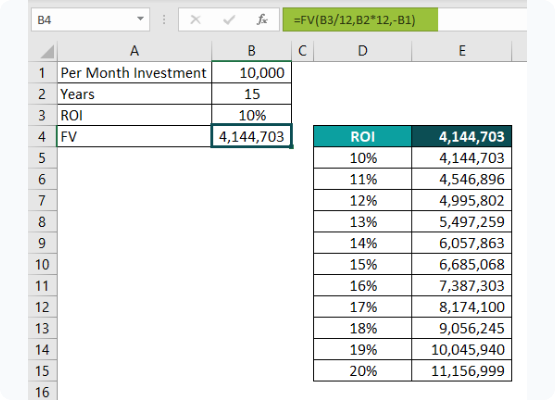 B4 fx =FV(B3/12,B2*12,-B1)
A B C D E
1 Per Month Investment 10,000
2 Years 15
3 ROI 10%
4 FV 4,144,703 ROI 4,144,703
5 10% 4,144,703
6 11% 4,546,896
7 12% 4,995,802
8 13% 5,497,259
9 14% 6,057,863
10 15% 6,685,068
11 16% 7,387,303
12 17% 8,174,100
13 18% 9,056,245
14 19% 10,045,940
15 20% 11,156,999
16